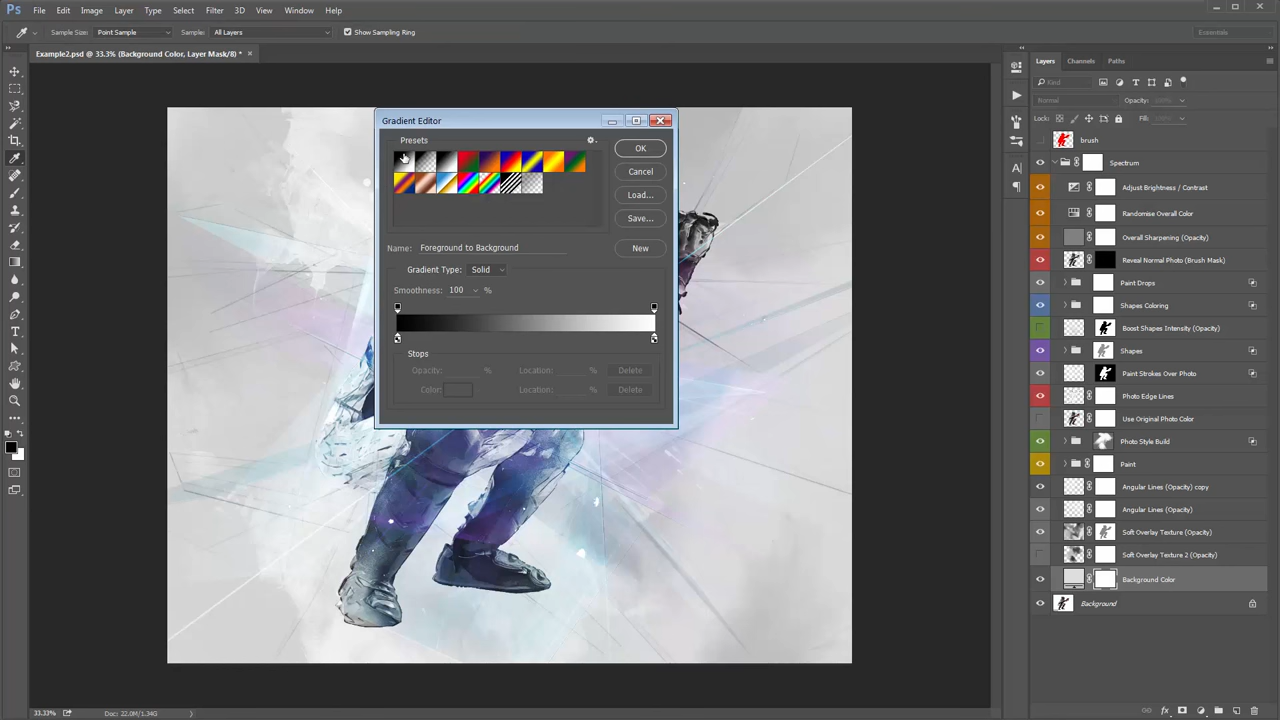 Ps File Edit Image Layer Type Select Filter 3D View Window Help
Sample Size: Point Sample Sample: All Layers Show Sampling Ring Essentials
Example2.psd @ 33.3% (Background Color, Layer Mask/8) * ×
Gradient Editor
Presets
OK
Cancel
Load...
Save...
Name: Foreground to Background New
Gradient Type: Solid
Smoothness: 100 %
Stops
Opacity: % Location: % Delete
Color: Location: % Delete
Layers Channels Paths
Kind
Normal Opacity: 100%
Lock: Fill: 100%
brush
Spectrum
Adjust Brightness / Contrast
Randomise Overall Color
Overall Sharpening (Opacity)
Reveal Normal Photo (Brush Mask)
Paint Drops
Shapes Coloring
Boost Shapes Intensity (Opacity)
Shapes
Paint Strokes Over Photo
Photo Edge Lines
Use Original Photo Color
Photo Style Build
Paint
Angular Lines (Opacity) copy
Angular Lines (Opacity)
Soft Overlay Texture (Opacity)
Soft Overlay Texture 2 (Opacity)
Background Color
Background
33.33% Doc: 22.0M/1.34G